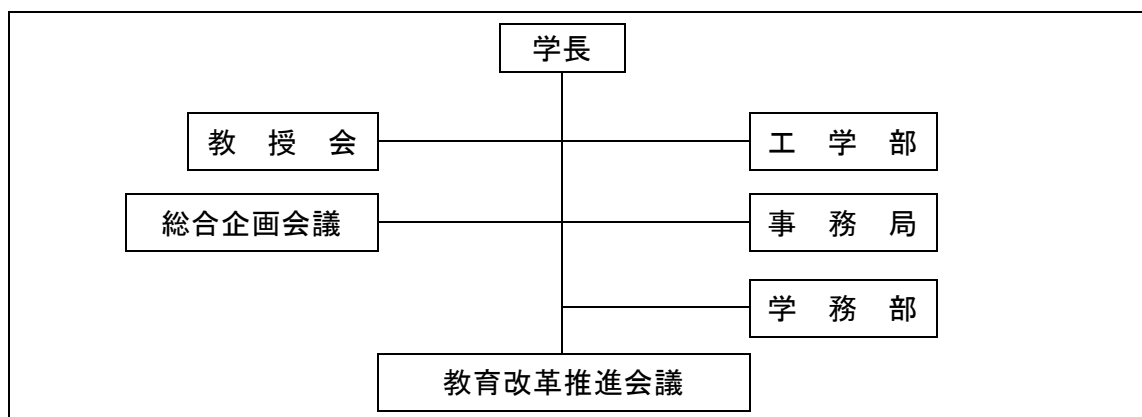 学長
教　授　会
工　学　部
総合企画会議
事　務　局
学　務　部
教育改革推進会議